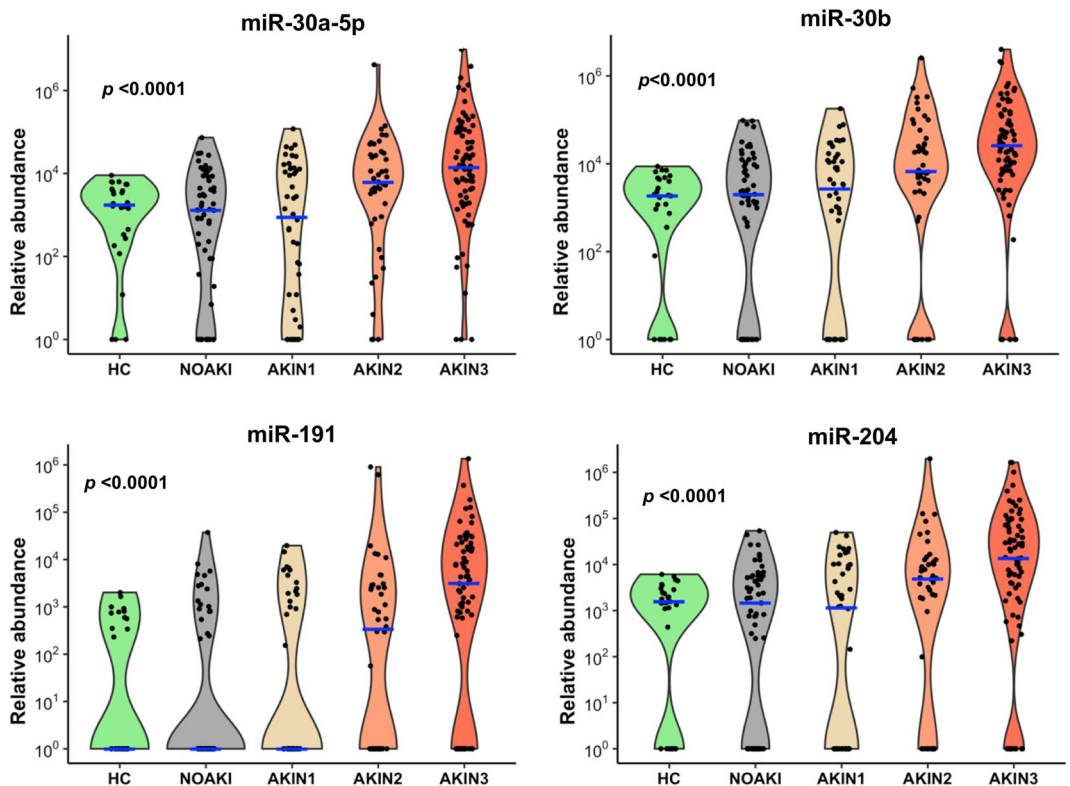 miR-30a-5p
p <0.0001
Relative abundance
10^6
10^4
10^2
10^0
HC NOAKI AKIN1 AKIN2 AKIN3
miR-30b
p<0.0001
Relative abundance
10^6
10^4
10^2
10^0
HC NOAKI AKIN1 AKIN2 AKIN3
miR-191
p <0.0001
Relative abundance
10^6
10^5
10^4
10^3
10^2
10^1
10^0
HC NOAKI AKIN1 AKIN2 AKIN3
miR-204
p <0.0001
Relative abundance
10^6
10^5
10^4
10^3
10^2
10^1
10^0
HC NOAKI AKIN1 AKIN2 AKIN3